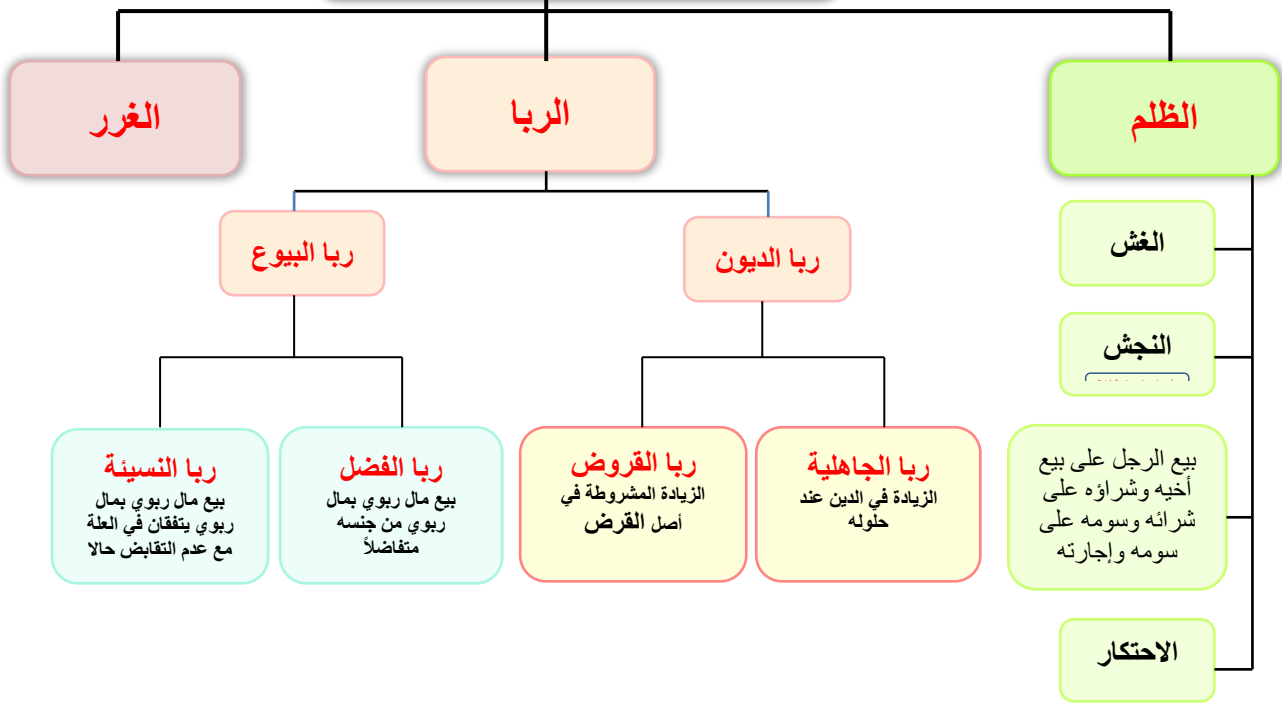 الظلم
الربا
الغرر
الغش
النجش
بيع الرجل على بيع
أخيه وشراؤه على
شرائه وسومه على
سومه وإجارته
الاحتكار
ربا الديون
ربا البيوع
ربا الجاهلية
الزيادة في الدين عند
حلوله
ربا القروض
الزيادة المشروطة في
أصل القرض
ربا الفضل
بيع مال ربوي بمال
ربوي من جنسه
متفاضلاً
ربا النسيئة
بيع مال ربوي بمال
ربوي يتفقان في العلة
مع عدم التقابض حالا